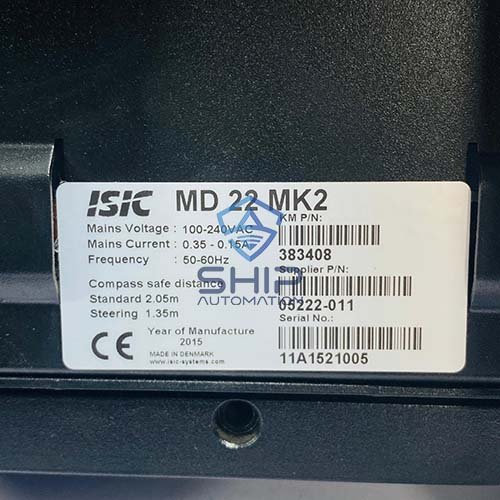 ISIC MD 22 MK2
Mains Voltage : 100-240VAC
Mains Current : 0.35 - 0.15A
Frequency : 50-60Hz
Compass safe distance
Standard 2.05m
Steering 1.35m
CE
Year of Manufacture
2015
MADE IN DENMARK
www.isic-systems.com
KM P/N:
383408
Supplier P/N:
05222-011
Serial No.:
11A1521005
SHIP
AUTOMATION